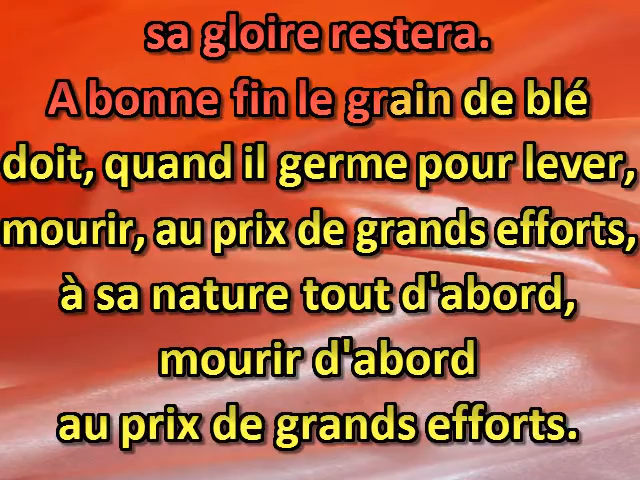 sa gloire restera.
A bonne fin le grain de blé
doit, quand il germe pour lever,
mourir, au prix de grands efforts,
à sa nature tout d'abord,
mourir d'abord
au prix de grands efforts.